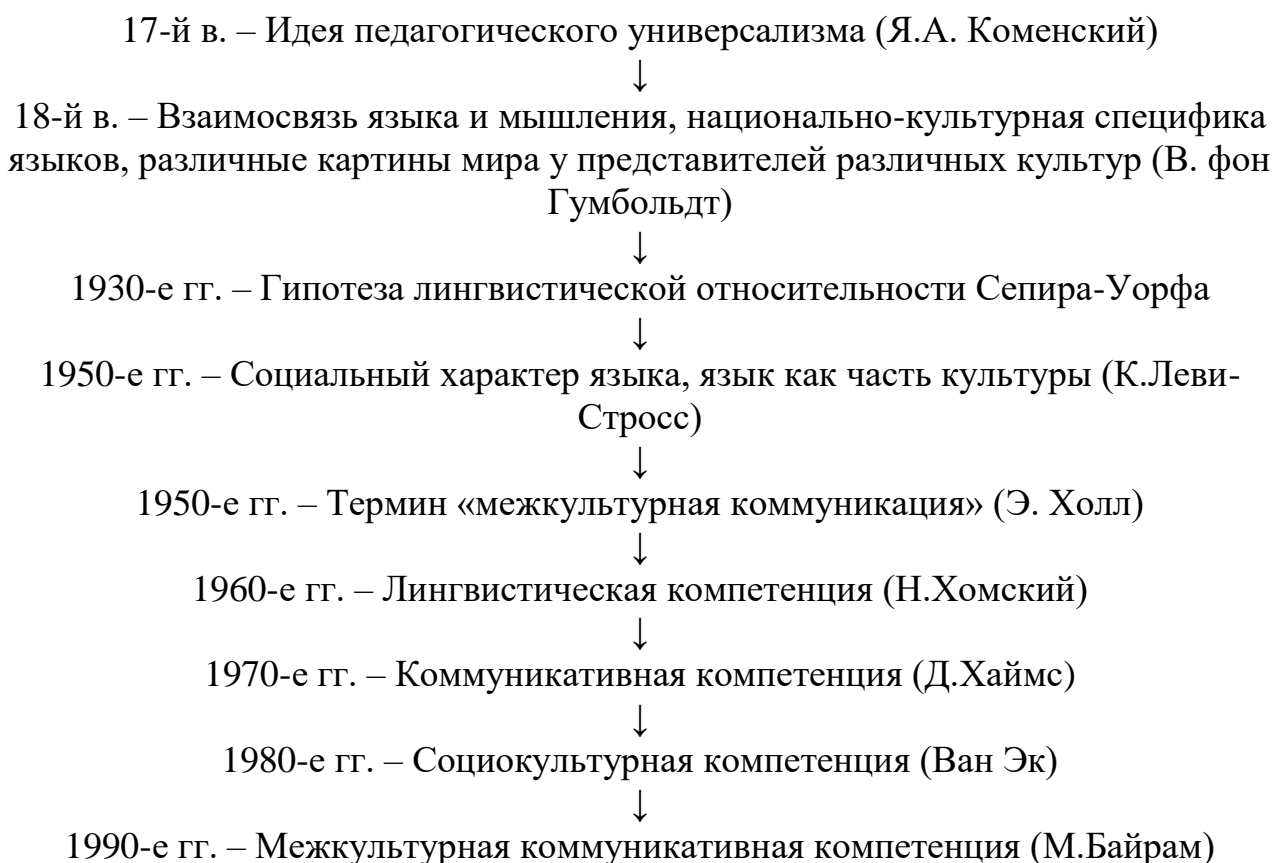 17-й в. – Идея педагогического универсализма (Я.А. Коменский)
↓
18-й в. – Взаимосвязь языка и мышления, национально-культурная специфика
языков, различные картины мира у представителей различных культур (В. фон
Гумбольдт)
↓
1930-е гг. – Гипотеза лингвистической относительности Сепира-Уорфа
↓
1950-е гг. – Социальный характер языка, язык как часть культуры (К.Леви-
Стросс)
↓
1950-е гг. – Термин «межкультурная коммуникация» (Э. Холл)
↓
1960-е гг. – Лингвистическая компетенция (Н.Хомский)
↓
1970-е гг. – Коммуникативная компетенция (Д.Хаймс)
↓
1980-е гг. – Социокультурная компетенция (Ван Эк)
↓
1990-е гг. – Межкультурная коммуникативная компетенция (М.Байрам)